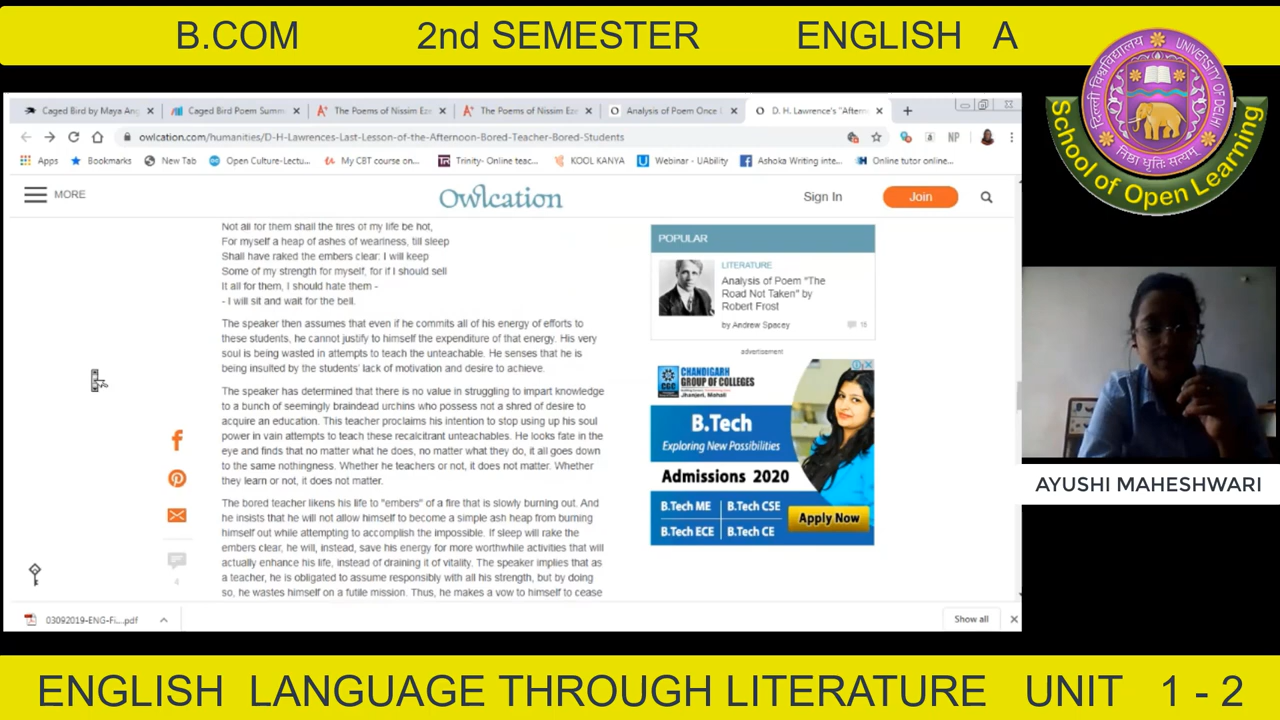 B.COM 2nd SEMESTER ENGLISH A
दिल्ली विश्वविद्यालय UNIVERSITY OF DELHI
निष्ठा धृतिः सत्यम्
School of Open Learning
Caged Bird by Maya Ang
Caged Bird Poem Summ
The Poems of Nissim Eze
The Poems of Nissim Eze
Analysis of Poem Once
D. H. Lawrence's "Aftern
owlcation.com/humanities/D-H-Lawrences-Last-Lesson-of-the-Afternoon-Bored-Teacher-Bored-Students
NP
Apps Bookmarks New Tab Open Culture-Lectu... My CBT course on... Trinity- Online teac... KOOL KANYA Webinar - UAbility Ashoka Writing inte... Online tutor online...
MORE Owlcation Sign In Join
Not all for them shall the fires of my life be hot,
For myself a heap of ashes of weariness, till sleep
Shall have raked the embers clear: I will keep
Some of my strength for myself, for if I should sell
It all for them, I should hate them -
- I will sit and wait for the bell.
The speaker then assumes that even if he commits all of his energy of efforts to
these students, he cannot justify to himself the expenditure of that energy. His very
soul is being wasted in attempts to teach the unteachable. He senses that he is
being insulted by the students' lack of motivation and desire to achieve.
The speaker has determined that there is no value in struggling to impart knowledge
to a bunch of seemingly braindead urchins who possess not a shred of desire to
acquire an education. This teacher proclaims his intention to stop using up his soul
power in vain attempts to teach these recalcitrant unteachables. He looks fate in the
eye and finds that no matter what he does, no matter what they do, it all goes down
to the same nothingness. Whether he teachers or not, it does not matter. Whether
they learn or not, it does not matter.
The bored teacher likens his life to "embers" of a fire that is slowly burning out. And
he insists that he will not allow himself to become a simple ash heap from burning
himself out while attempting to accomplish the impossible. If sleep will rake the
embers clear, he will, instead, save his energy for more worthwhile activities that will
actually enhance his life, instead of draining it of vitality. The speaker implies that as
a teacher, he is obligated to assume responsibly with all his strength, but by doing
so, he wastes himself on a futile mission. Thus, he makes a vow to himself to cease
4
POPULAR
LITERATURE
Analysis of Poem "The
Road Not Taken" by
Robert Frost
by Andrew Spacey
advertisement
CGC
CHANDIGARH
GROUP OF COLLEGES
Jhanjeri, Mohali
B.Tech
Exploring New Possibilities
Admissions 2020
B.Tech ME B.Tech CSE
B.Tech ECE B.Tech CE
Apply Now
AYUSHI MAHESHWARI
03092019-ENG-Fi....pdf
Show all
ENGLISH LANGUAGE THROUGH LITERATURE UNIT 1 - 2